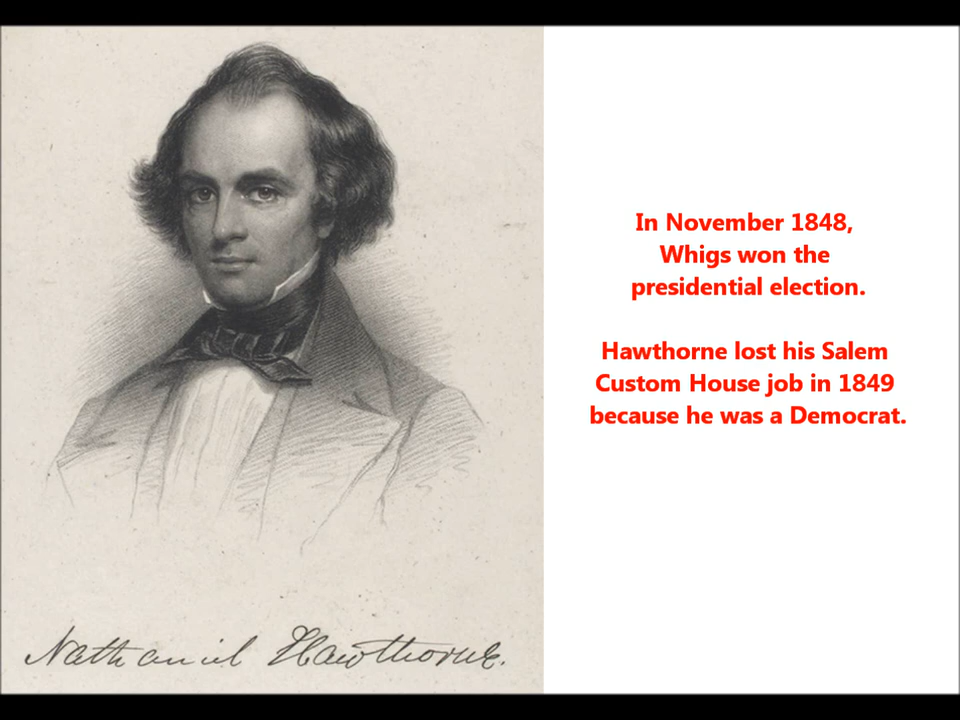 In November 1848,
Whigs won the
presidential election.
Hawthorne lost his Salem
Custom House job in 1849
because he was a Democrat.
Nathaniel Hawthorne.